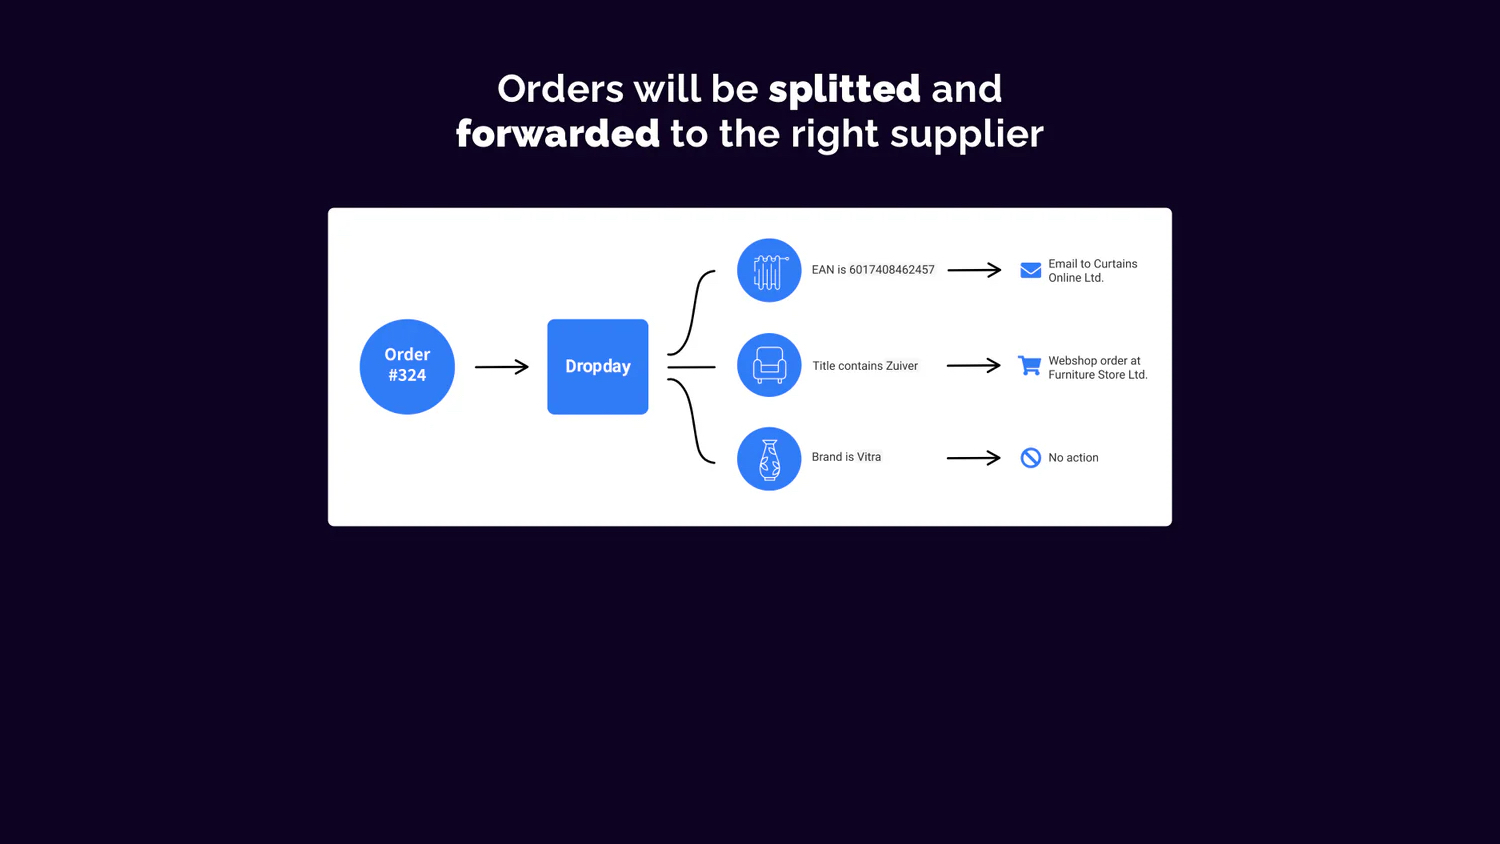 Orders will be splitted and
forwarded to the right supplier
Order
#324
Dropday
EAN is 6017408462457
Email to Curtains
Online Ltd.
Title contains Zuiver
Webshop order at
Furniture Store Ltd.
Brand is Vitra
No action